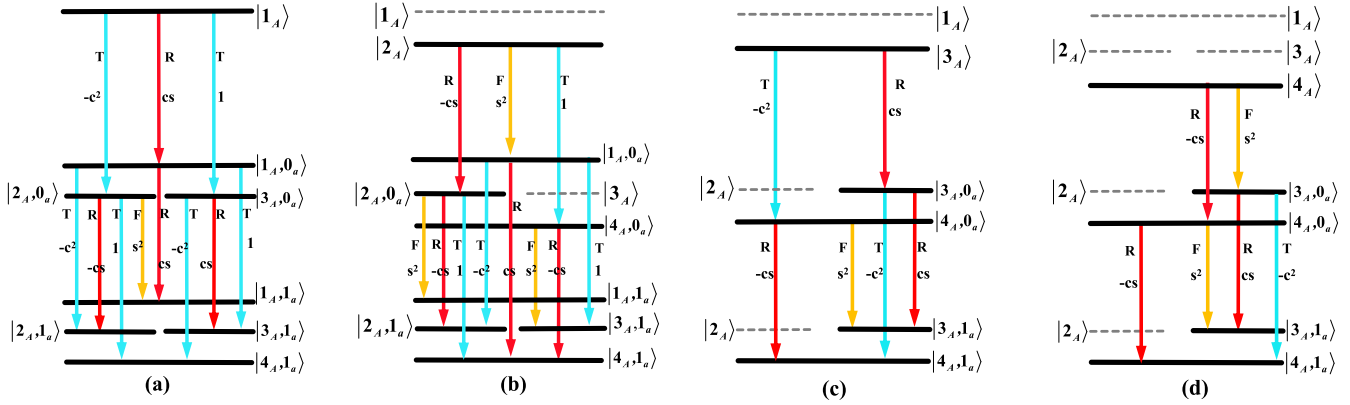 |1_A⟩
T
R
T
-c²
cs
1
|1_A,0_a⟩
|2_A,0_a⟩
|3_A,0_a⟩
T
R
T
F
R
T
R
T
-c²
-cs
1
s²
cs
-c²
cs
1
|1_A,1_a⟩
|2_A,1_a⟩
|3_A,1_a⟩
|4_A,1_a⟩
(a)
|1_A⟩
|2_A⟩
R
F
T
-cs
s²
1
|1_A,0_a⟩
|2_A,0_a⟩
|3_A⟩
R
|4_A,0_a⟩
F
R
T
T
F
R
T
s²
-cs
1
-c²
cs
s²
-cs
1
|1_A,1_a⟩
|2_A,1_a⟩
|3_A,1_a⟩
|4_A,1_a⟩
(b)
|1_A⟩
|3_A⟩
T
R
-c²
cs
|2_A⟩
|3_A,0_a⟩
|4_A,0_a⟩
R
F
T
R
-cs
s²
-c²
cs
|2_A⟩
|3_A,1_a⟩
|4_A,1_a⟩
(c)
|1_A⟩
|2_A⟩
|3_A⟩
|4_A⟩
R
F
-cs
s²
|2_A⟩
|3_A,0_a⟩
|4_A,0_a⟩
R
F
R
T
-cs
s²
cs
-c²
|2_A⟩
|3_A,1_a⟩
|4_A,1_a⟩
(d)